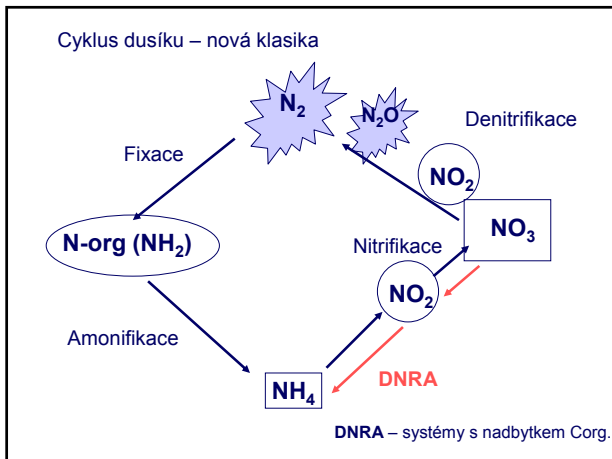 Cyklus dusíku – nová klasika
N₂
N₂O
Denitrifikace
Fixace
NO₂
N-org (NH₂)
NO₃
Nitrifikace
NO₂
Amonifikace
DNRA
NH₄
DNRA – systémy s nadbytkem Corg.